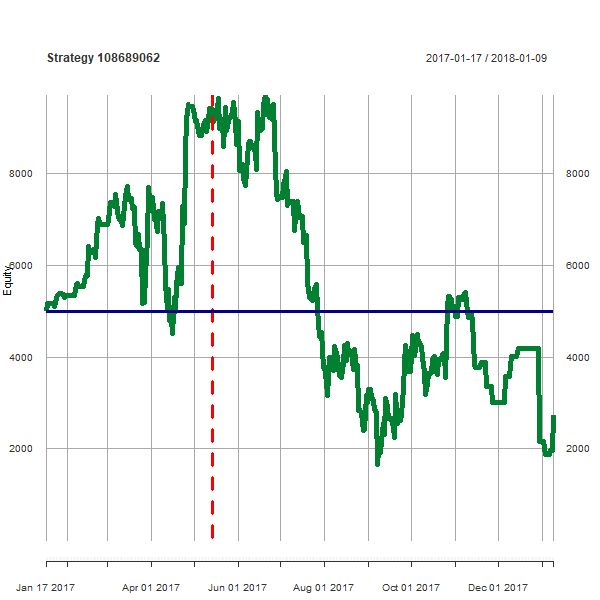 Strategy 108689062
2017-01-17 / 2018-01-09
8000
8000
6000
6000
Equity
4000
4000
2000
2000
Jan 17 2017
Apr 01 2017
Jun 01 2017
Aug 01 2017
Oct 01 2017
Dec 01 2017